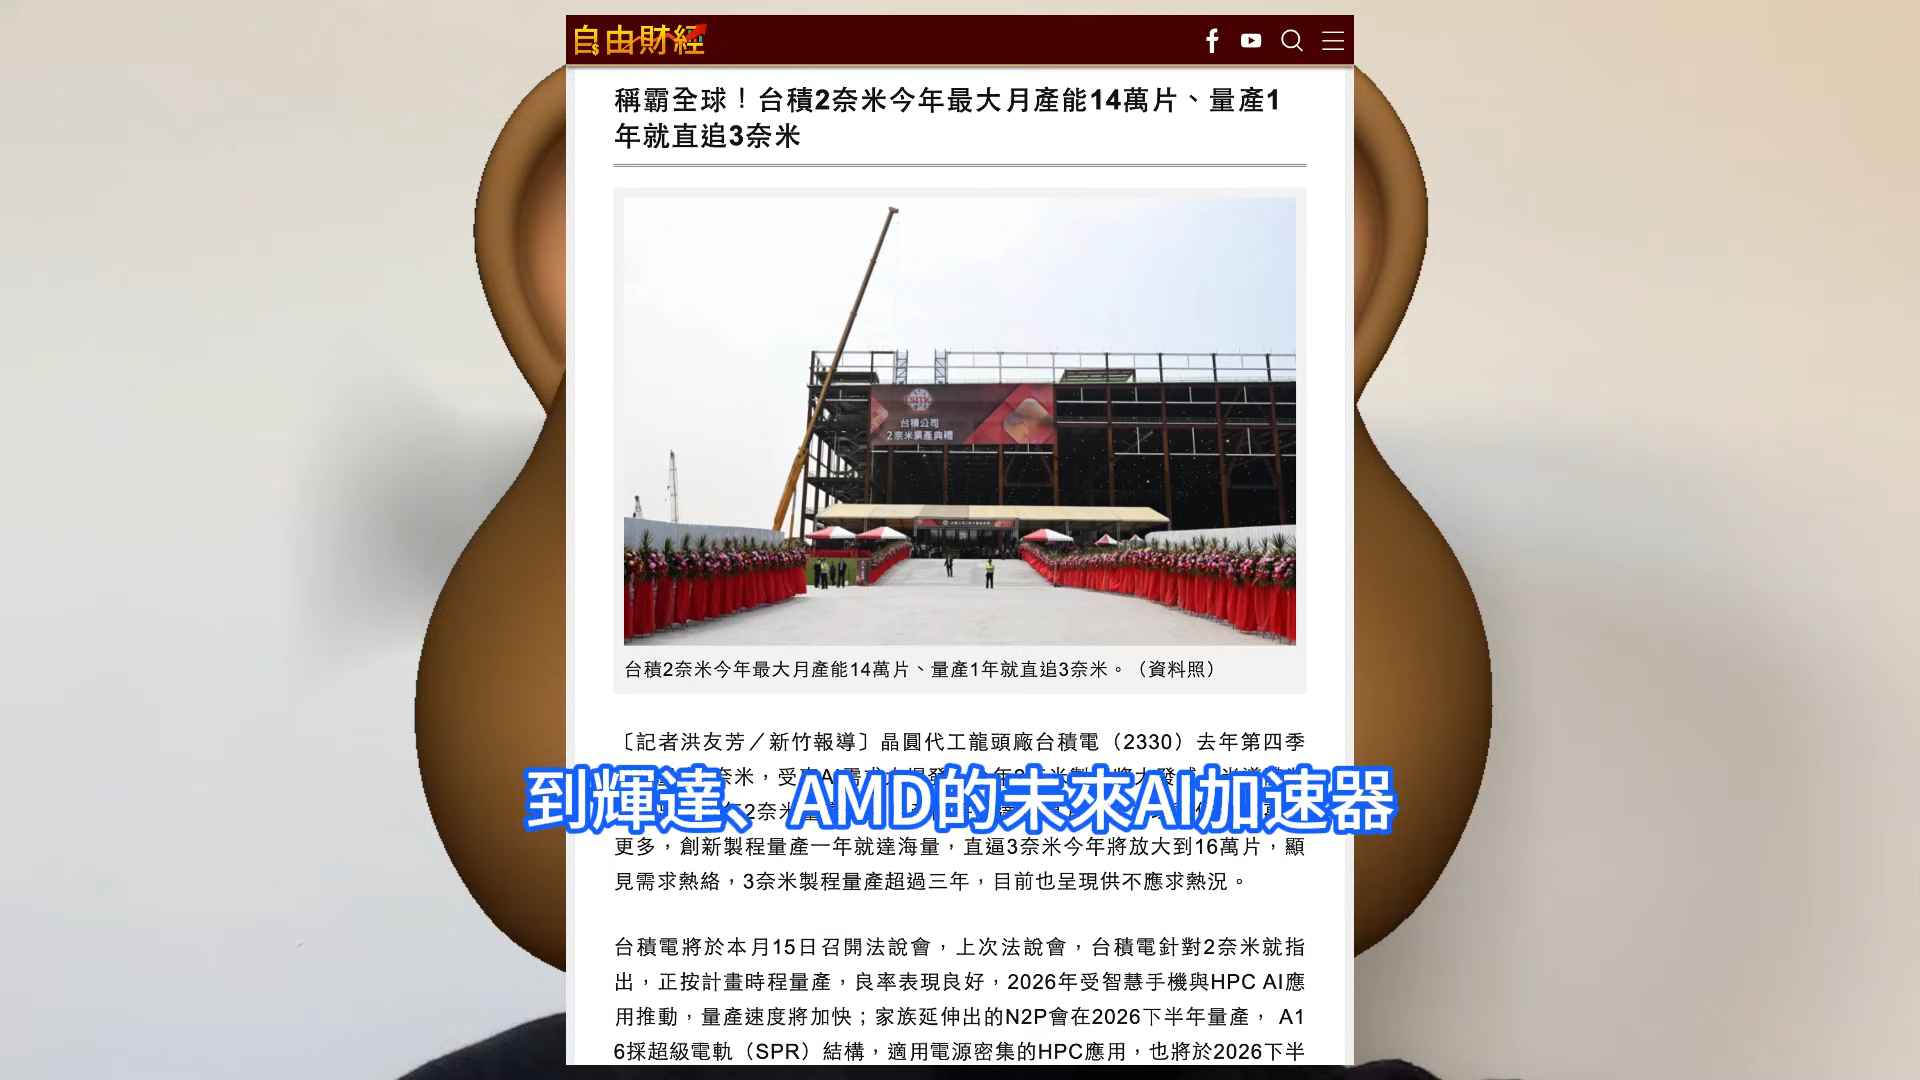 自由財經
稱霸全球！台積2奈米今年最大月產能14萬片、量產1
年就直追3奈米
台積公司
2奈米擴產典禮
台積2奈米今年最大月產能14萬片、量產1年就直追3奈米。（資料照）
〔記者洪友芳／新竹報導〕晶圓代工龍頭廠台積電（2330）去年第四季
到輝達、AMD的未來AI加速器
更多，創新製程量產一年就達海量，直逼3奈米今年將放大到16萬片，顯
見需求熱絡，3奈米製程量產超過三年，目前也呈現供不應求熱況。
台積電將於本月15日召開法說會，上次法說會，台積電針對2奈米就指
出，正按計畫時程量產，良率表現良好，2026年受智慧手機與HPC AI應
用推動，量產速度將加快；家族延伸出的N2P會在2026下半年量產， A1
6採超級電軌（SPR）結構，適用電源密集的HPC應用，也將於2026下半